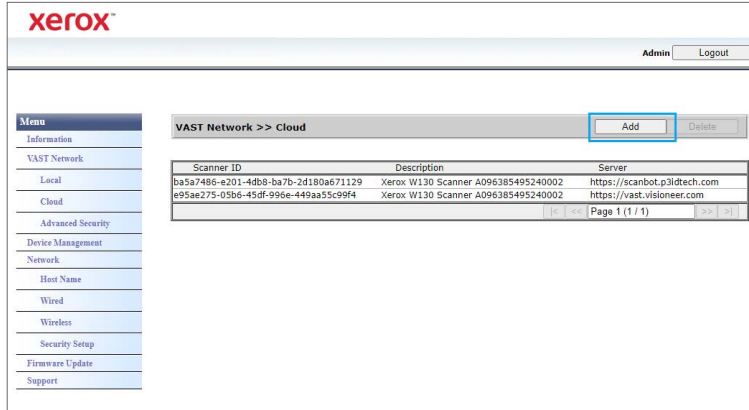 xerox™
Admin Logout
Menu
Information
VAST Network
Local
Cloud
Advanced Security
Device Management
Network
Host Name
Wired
Wireless
Security Setup
Firmware Update
Support
VAST Network >> Cloud Add Delete
Scanner ID Description Server
ba5a7486-e201-4db8-ba7b-2d180a671129 Xerox W130 Scanner A096385495240002 https://scanbot.p3idtech.com
e95ae275-05b6-45df-996e-449aa55c99f4 Xerox W130 Scanner A096385495240002 https://vast.visioneer.com
|< << Page 1 (1 / 1) >> >|